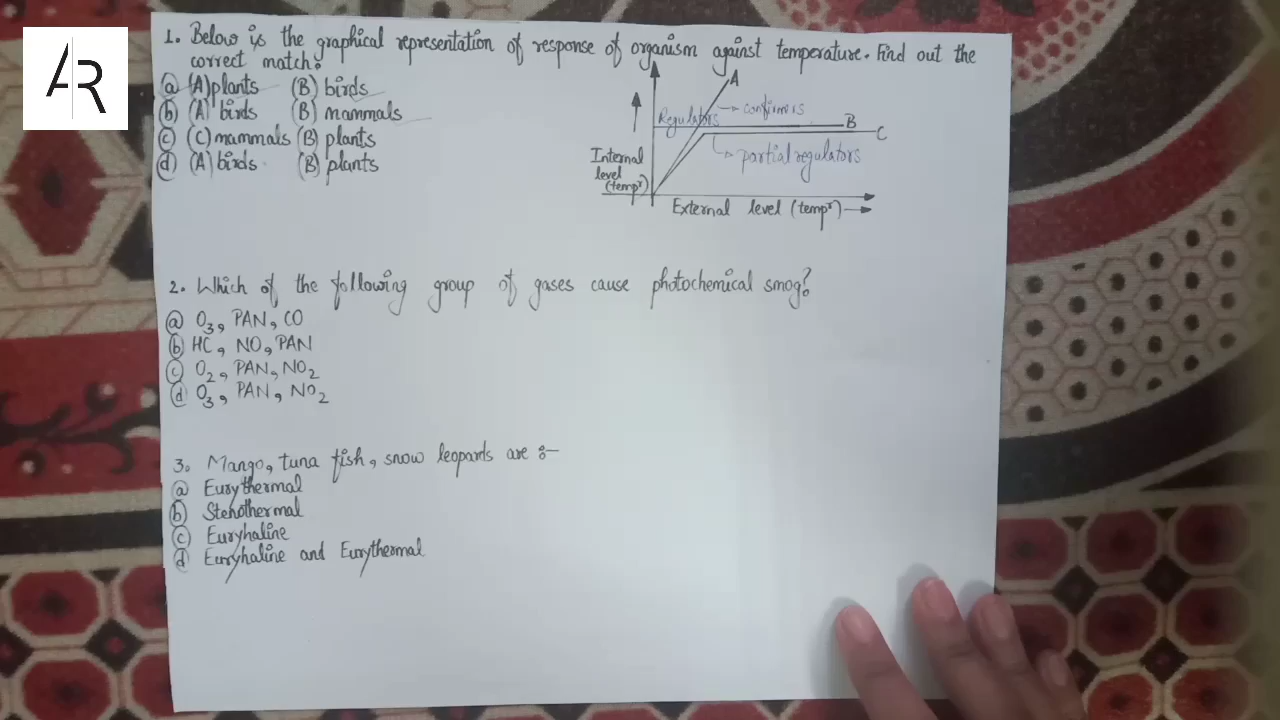 AR
1. Below is the graphical representation of response of organism against temperature. Find out the
correct match?
(a) (A) plants (B) birds
(b) (A) birds (B) mammals
(c) (C) mammals (B) plants
(d) (A) birds (B) plants
A
Regulators → confirmers
B
C
→ partial regulators
Internal
level
(tempr)
External level (tempr) →
2. Which of the following group of gases cause photochemical smog?
(a) O3, PAN, CO
(b) HC, NO, PAN
(c) O2, PAN, NO2
(d) O3, PAN, NO2
3. Mango, tuna fish, snow leopards are :-
(a) Eurythermal
(b) Stenothermal
(c) Euryhaline
(d) Euryhaline and Eurythermal